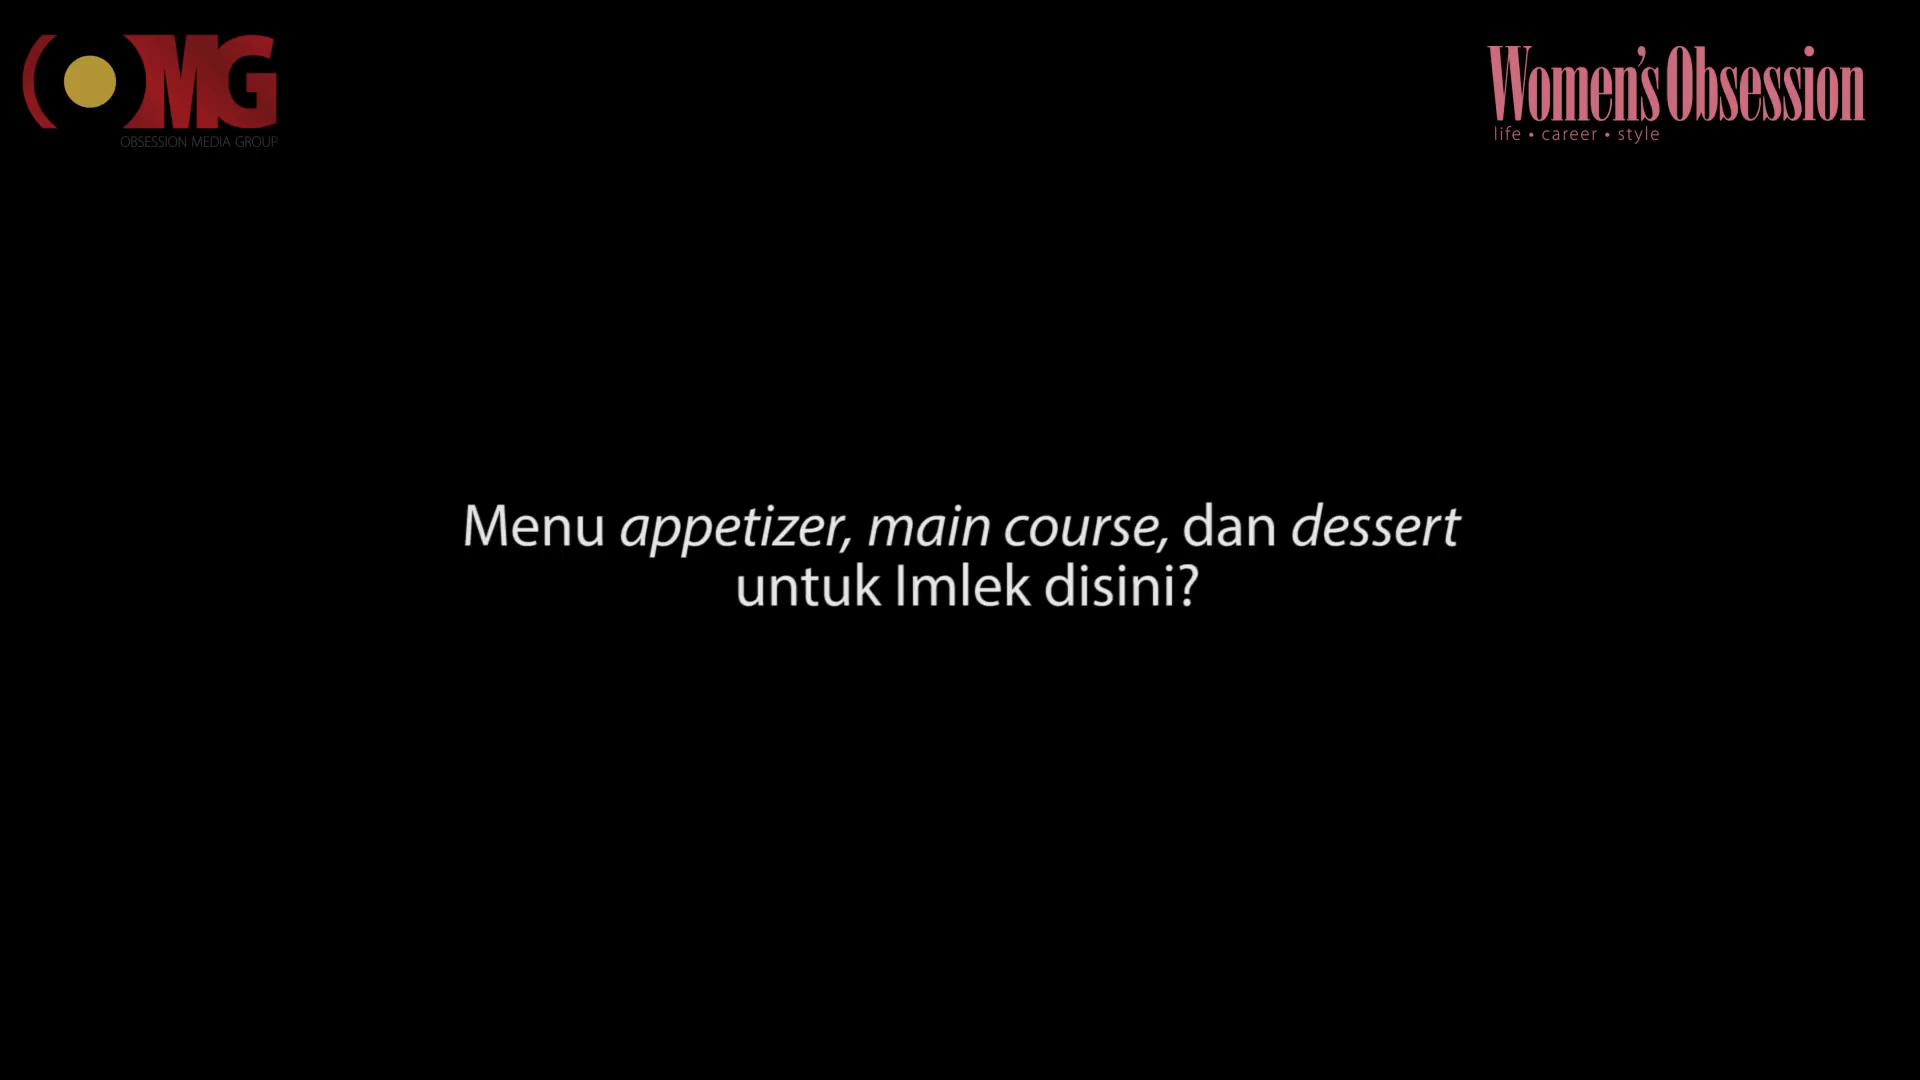 OMG
OBSESSION MEDIA GROUP
Women's Obsession
life • career • style
Menu appetizer, main course, dan dessert
untuk Imlek disini?